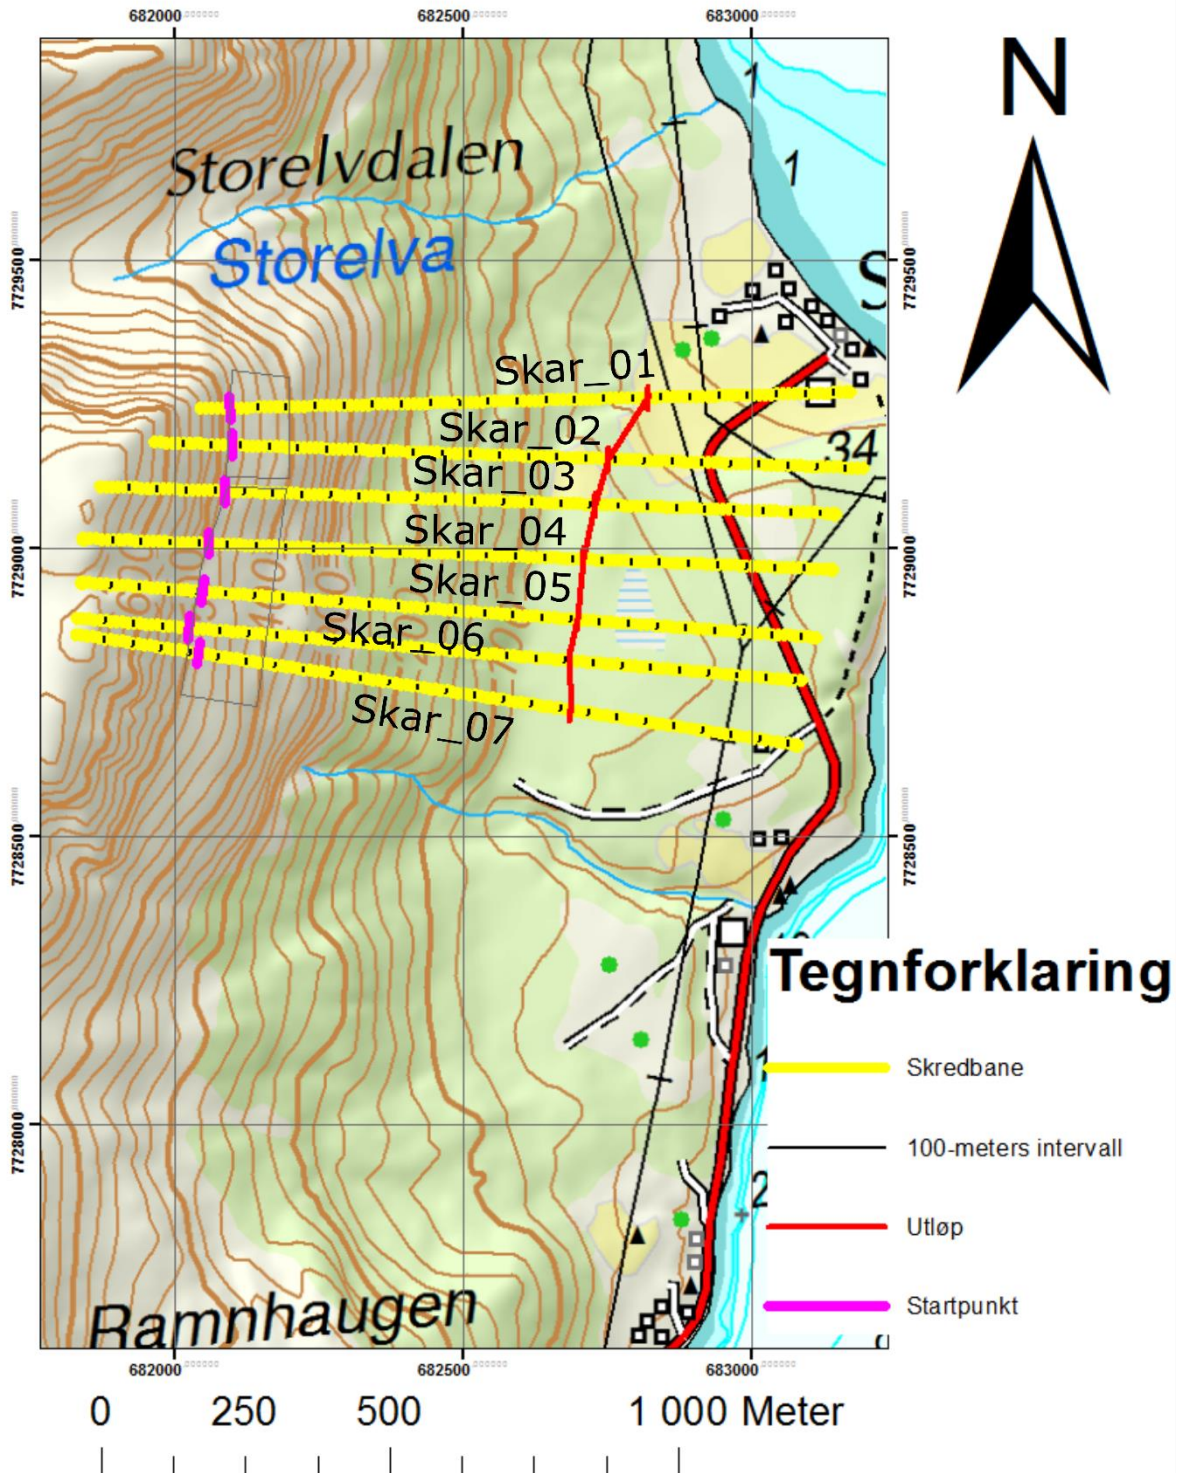 682000
682500
683000
N
1
Storelvdalen
1
Storelva
7729500
7729500
S
Skar_01
Skar_02
34
Skar_03
Skar_04
7729000
7729000
Skar_05
Skar_06
Skar_07
7728500
7728500
Tegnforklaring
Skredbane
100-meters intervall
7728000
2
Utløp
Startpunkt
Ramnhaugen
682000
682500
683000
0
250
500
1 000 Meter